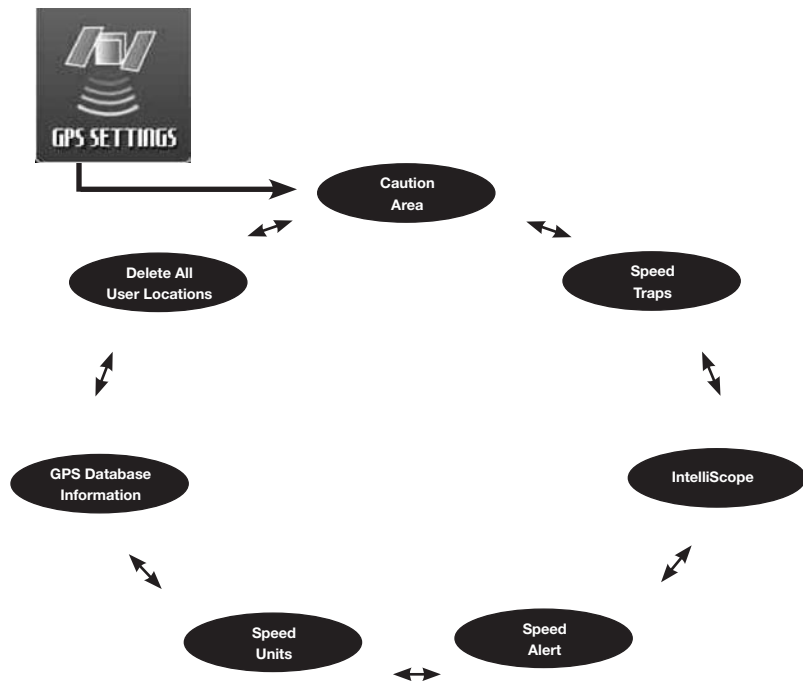 GPS SETTINGS
Caution
Area
Delete All
User Locations
Speed
Traps
GPS Database
Information
IntelliScope
Speed
Units
Speed
Alert